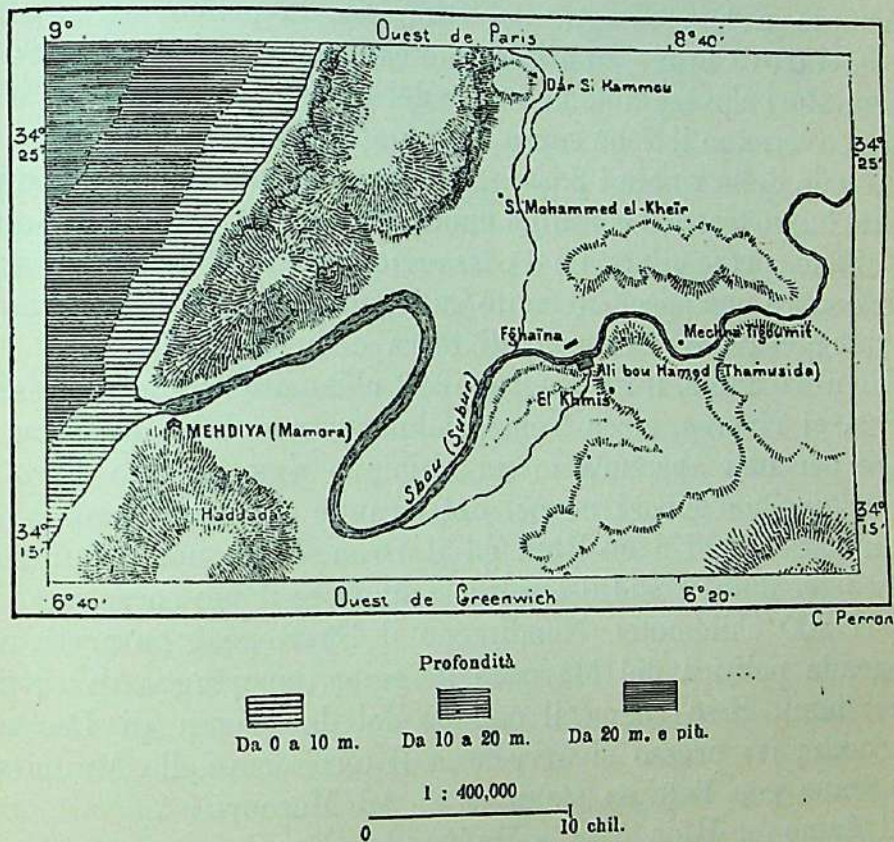 9° Ouest de Paris 8° 40'
Dar Si Hammou
34° 25'
34° 25'
S. Mohammed el-Kheïr
Fghaïna
Mechra Tigoumit
Ali bou Hamed (Thamusida)
El Khmis
Sbou (Subur)
MEHDIYA (Mamora)
Haddada
34° 15'
34° 15'
6° 40' Ouest de Greenwich 6° 20'
C. Perron
Profondità
Da 0 a 10 m. Da 10 a 20 m. Da 20 m. e più.
1 : 400,000
0 10 chil.